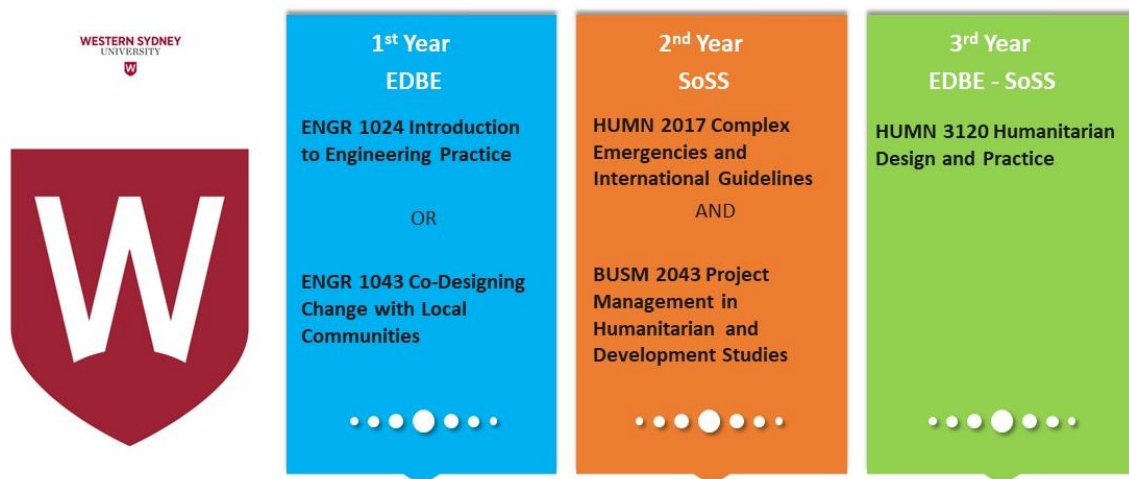 WESTERN SYDNEY
UNIVERSITY
W
W
1st Year
EDBE
ENGR 1024 Introduction
to Engineering Practice
OR
ENGR 1043 Co-Designing
Change with Local
Communities
2nd Year
SoSS
HUMN 2017 Complex
Emergencies and
International Guidelines
AND
BUSM 2043 Project
Management in
Humanitarian and
Development Studies
3rd Year
EDBE - SoSS
HUMN 3120 Humanitarian
Design and Practice